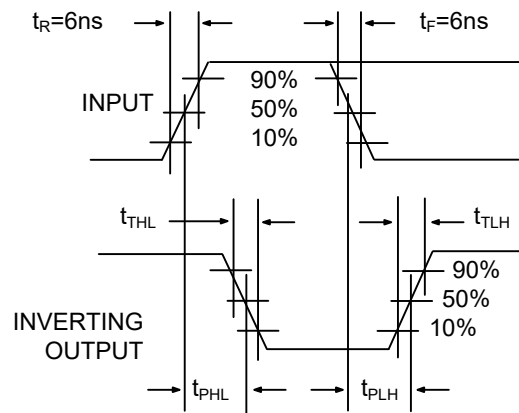 tR=6ns tF=6ns
INPUT
90%
50%
10%
tTHL tTLH
INVERTING
OUTPUT
90%
50%
10%
tPHL tPLH